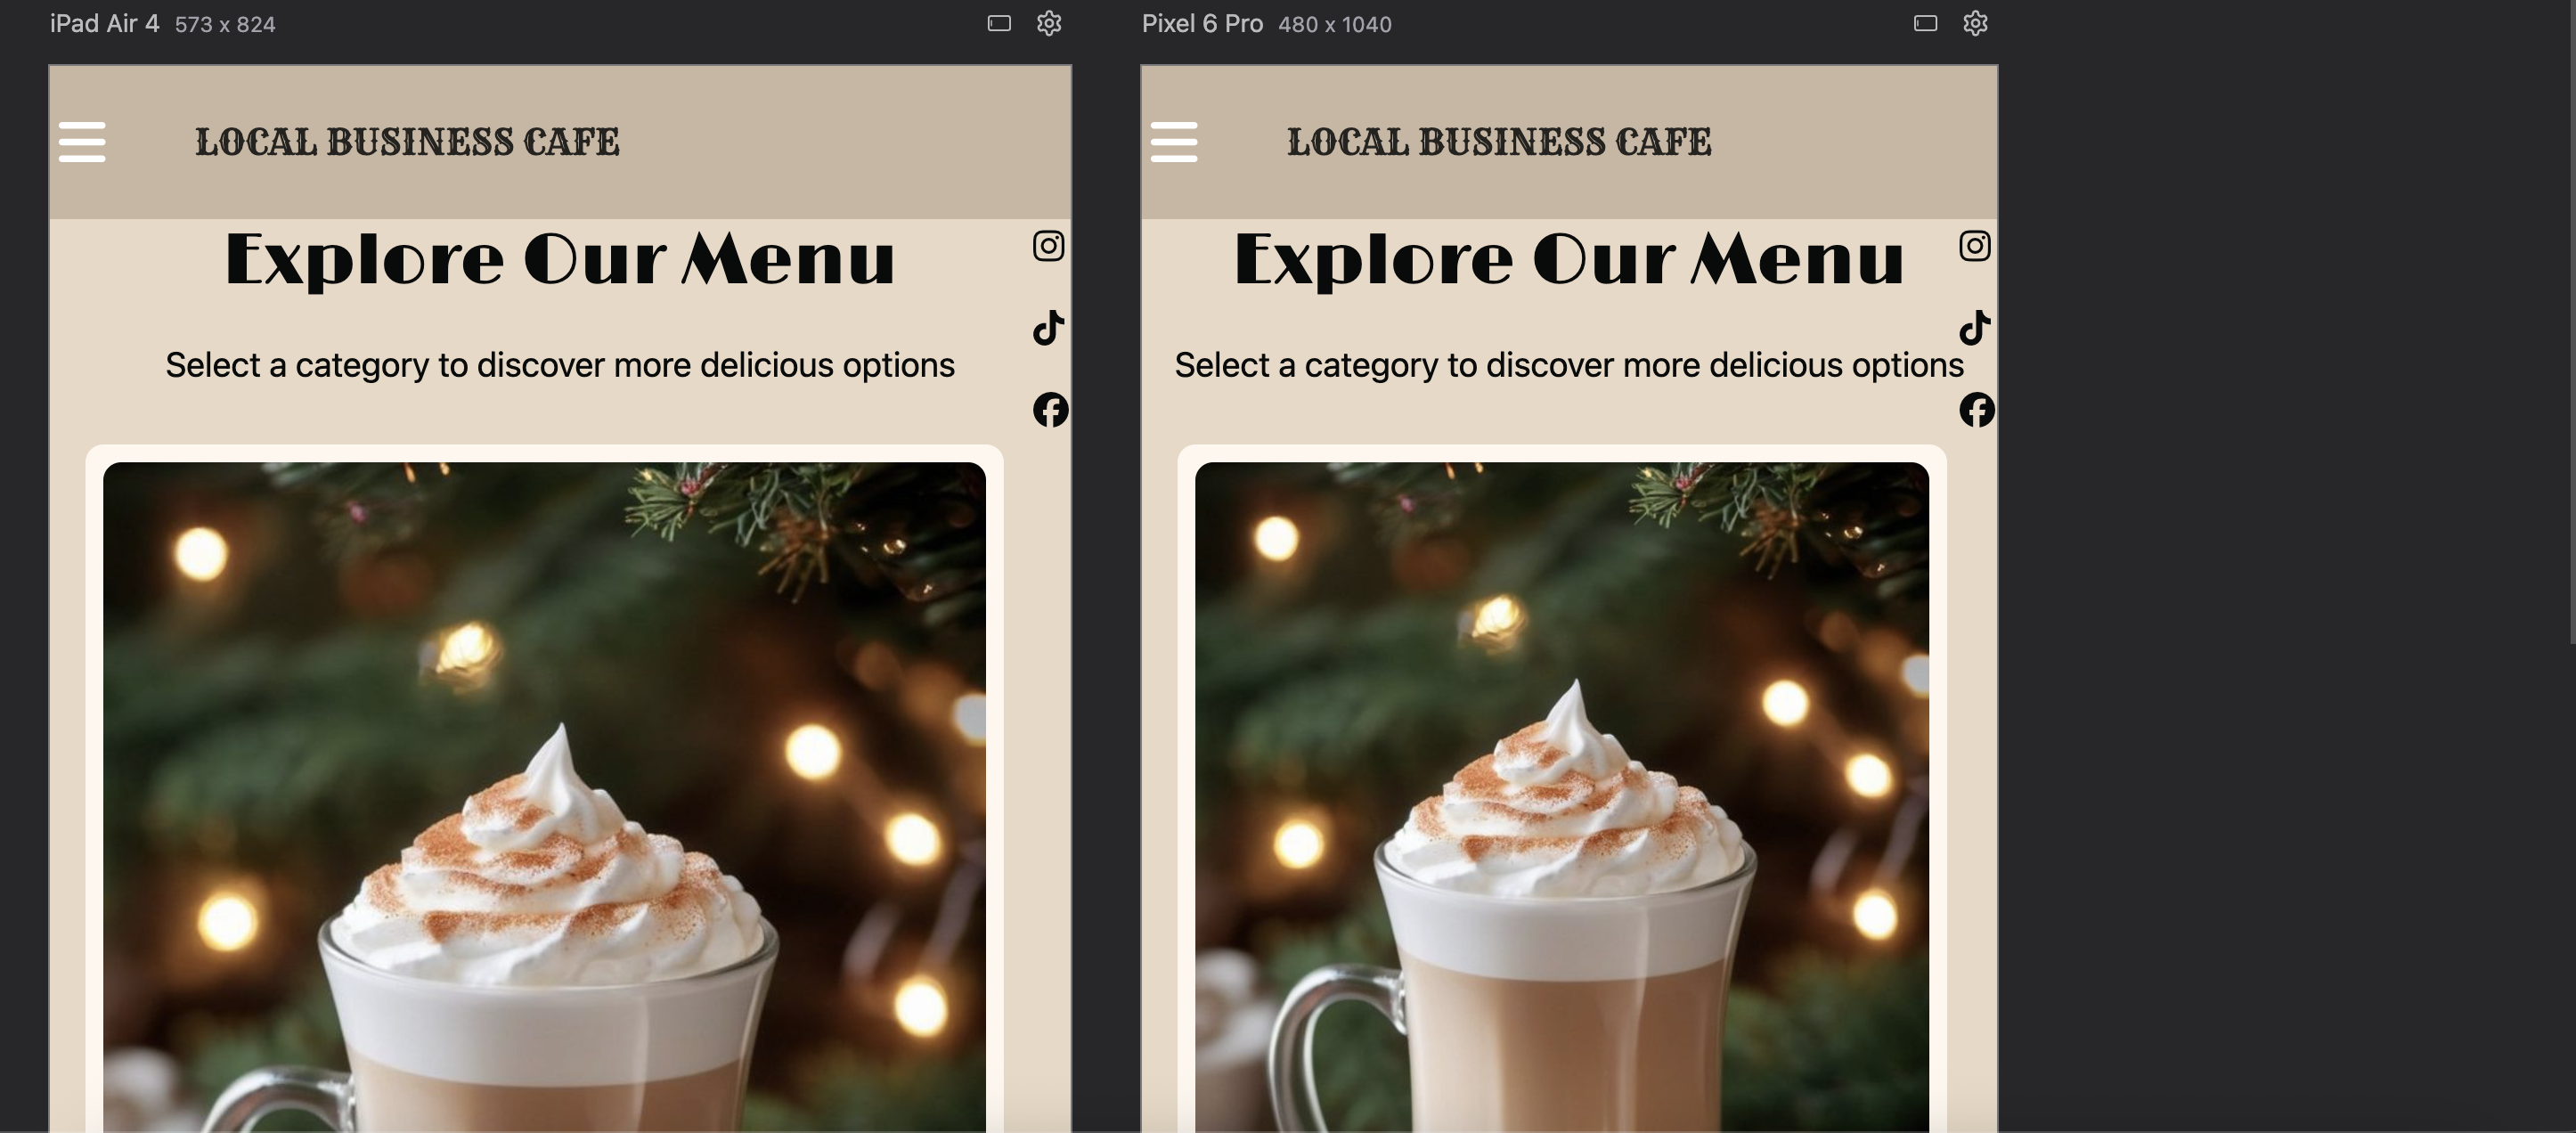 iPad Air 4 573 x 824
LOCAL BUSINESS CAFE
Explore Our Menu
Select a category to discover more delicious options
Pixel 6 Pro 480 x 1040
LOCAL BUSINESS CAFE
Explore Our Menu
Select a category to discover more delicious options